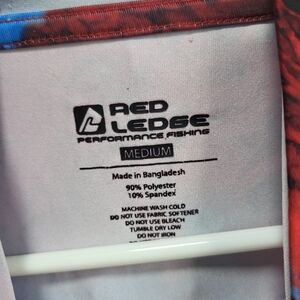 RED
LEDGE
PERFORMANCE FISHING
MEDIUM
Made in Bangladesh
90% Polyester
10% Spandex
MACHINE WASH COLD
DO NOT USE FABRIC SOFTENER
DO NOT USE BLEACH
TUMBLE DRY LOW
DO NOT IRON